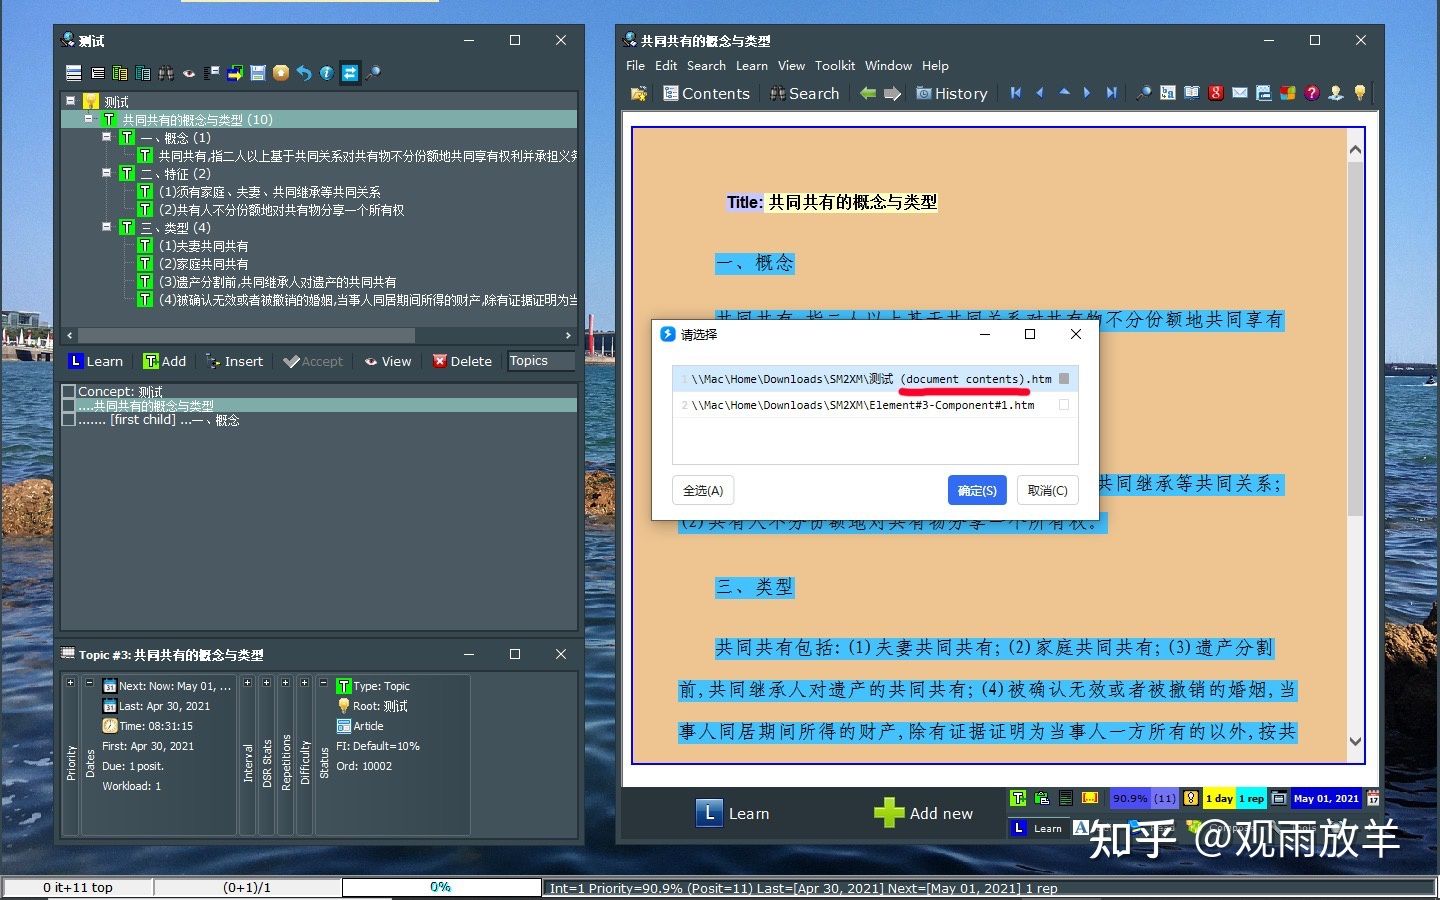 测试
测试
共同共有的概念与类型 (10)
一、概念 (1)
共同共有,指二人以上基于共同关系对共有物不分份额地共同享有权利并承担义务
二、特征 (2)
(1)须有家庭、夫妻、共同继承等共同关系
(2)共有人不分份额地对共有物分享一个所有权
三、类型 (4)
(1)夫妻共同共有
(2)家庭共同共有
(3)遗产分割前,共同继承人对遗产的共同共有
(4)被确认无效或者被撤销的婚姻,当事人同居期间所得的财产,除有证据证明为当
Learn Add Insert Accept View Delete Topics
Concept: 测试
....共同共有的概念与类型
....... [first child] ...一、概念
Topic #3: 共同共有的概念与类型
Priority
Dates
Next: Now: May 01, ...
Last: Apr 30, 2021
Time: 08:31:15
First: Apr 30, 2021
Due: 1 posit.
Workload: 1
Interval
DSR Stats
Repetitions
Difficulty
Status
Type: Topic
Root: 测试
Article
FI: Default=10%
Ord: 10002
共同共有的概念与类型
File Edit Search Learn View Toolkit Window Help
Contents Search History
Title: 共同共有的概念与类型
一、概念
共同共有,指二人以上基于共同关系对共有物不分份额地共同享有
共同继承等共同关系;
(2)共有人不分份额地对共有物分享一个所有权。
三、类型
共同共有包括: (1)夫妻共同共有; (2)家庭共同共有; (3)遗产分割
前,共同继承人对遗产的共同共有; (4)被确认无效或者被撤销的婚姻,当
事人同居期间所得的财产,除有证据证明为当事人一方所有的以外,按共
请选择
1 \\Mac\Home\Downloads\SM2XM\测试 (document contents).htm
2 \\Mac\Home\Downloads\SM2XM\Element#3-Component#1.htm
全选(A) 确定(S) 取消(C)
L Learn Add new
90.9% (11) 1 day 1 rep May 01, 2021
L Learn
知乎 @观雨放羊
0 it+11 top (0+1)/1 0% Int=1 Priority=90.9% (Posit=11) Last=[Apr 30, 2021] Next=[May 01, 2021] 1 rep